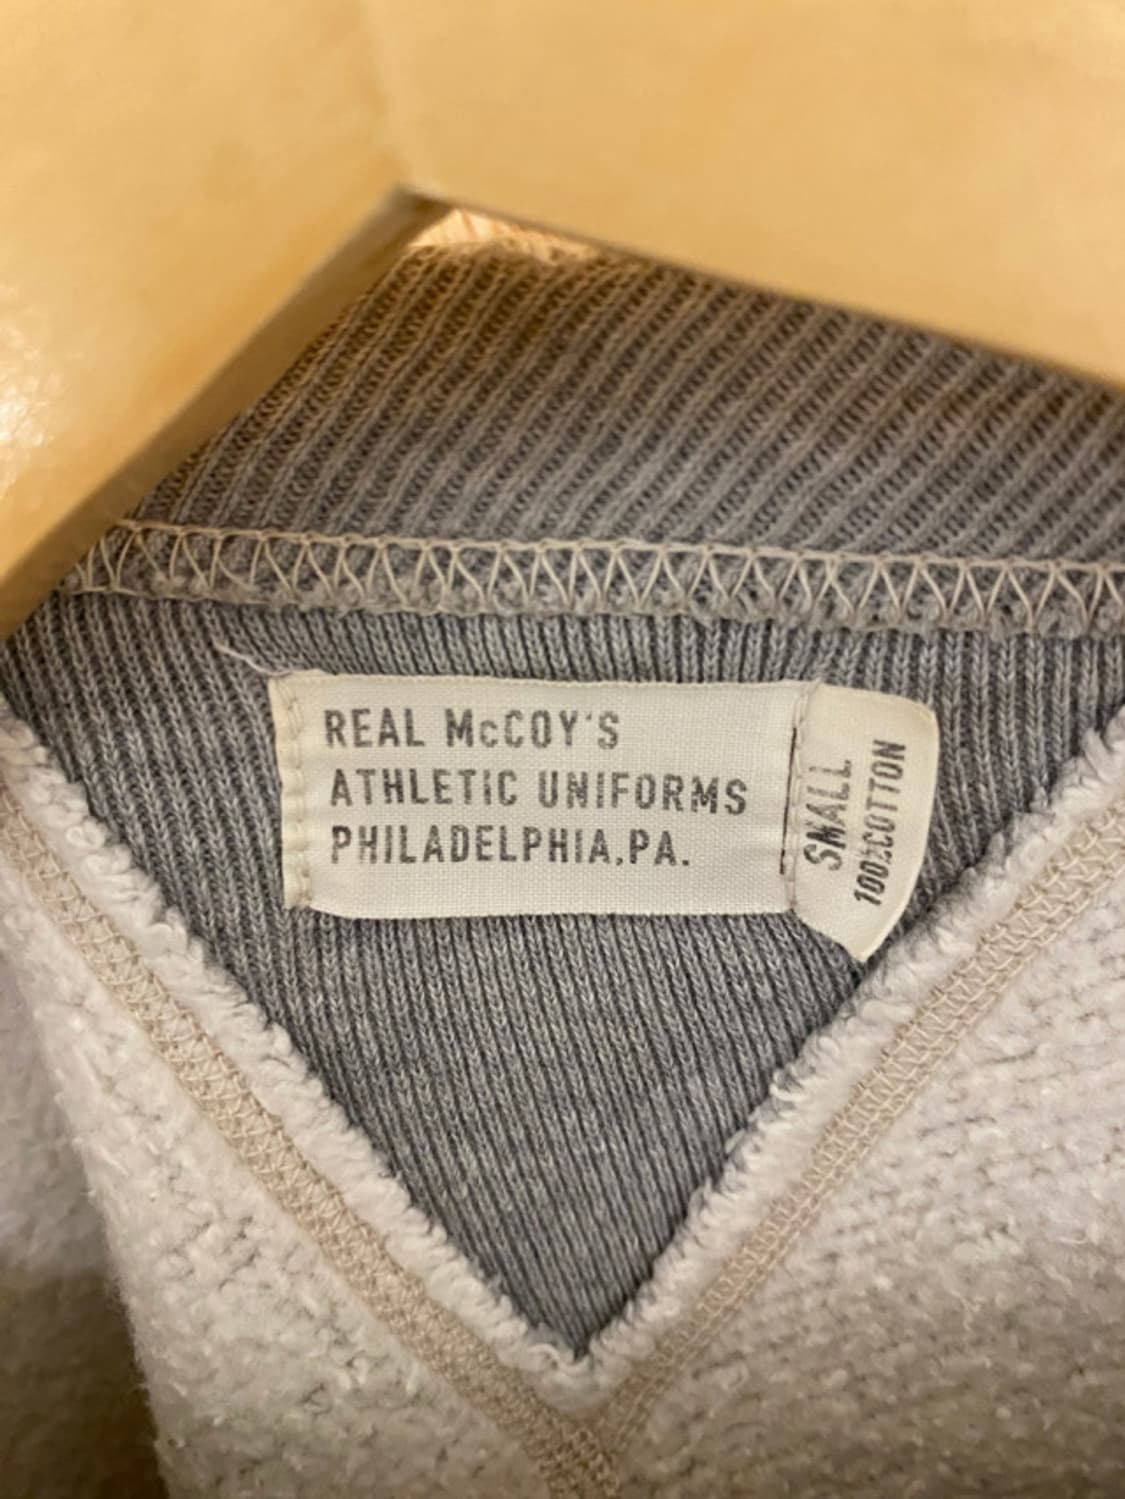 REAL McCOY'S
ATHLETIC UNIFORMS
PHILADELPHIA,PA.
SMALL
100%COTTON